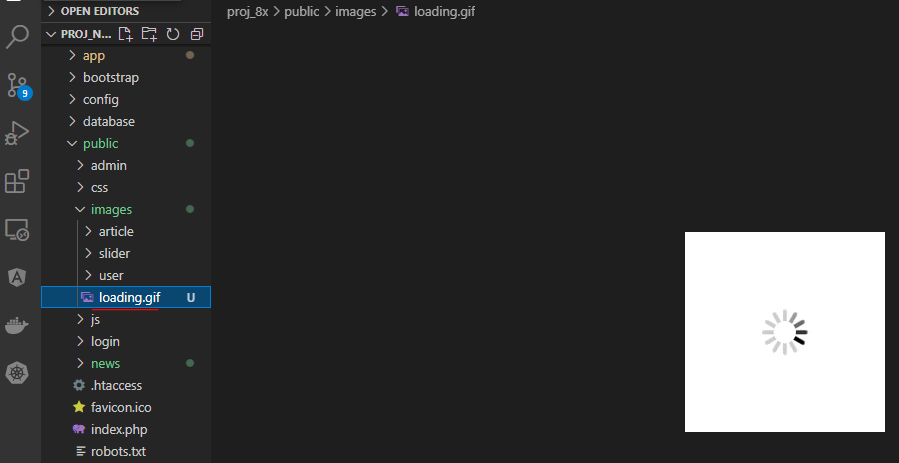 OPEN EDITORS
proj_8x > public > images > loading.gif
PROJ_N...
app
bootstrap
9
config
database
public
admin
css
images
article
slider
user
loading.gif U
js
login
news
.htaccess
favicon.ico
index.php
robots.txt